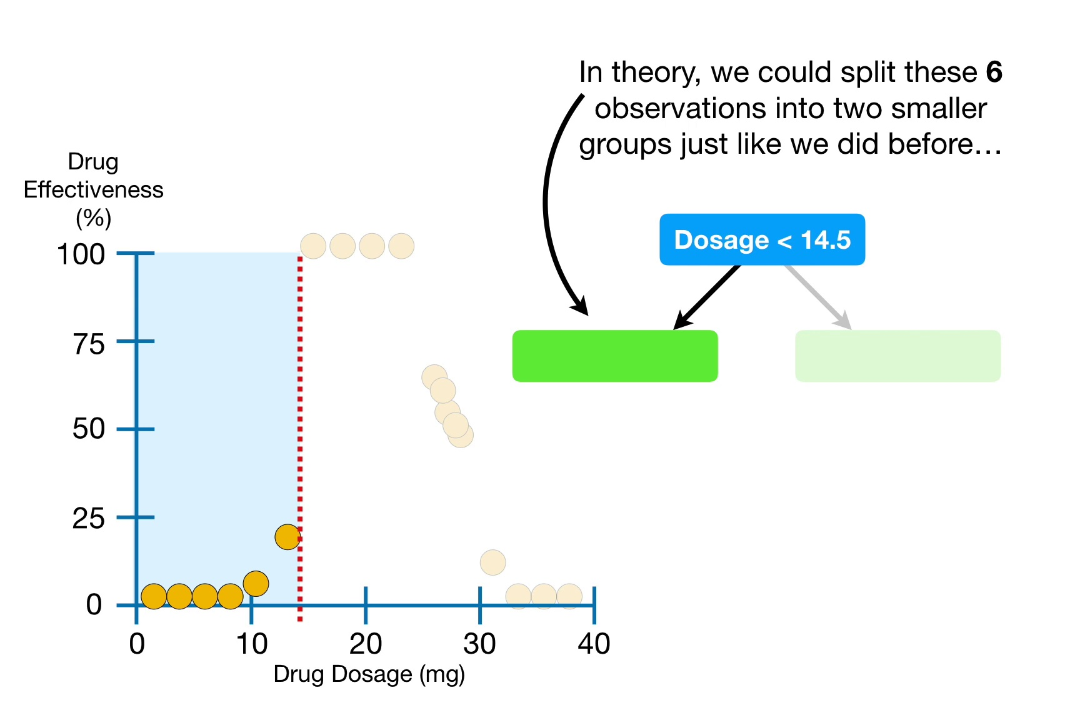 In theory, we could split these 6
observations into two smaller
groups just like we did before…
Drug
Effectiveness
(%)
Dosage < 14.5
100
75
50
25
0
0 10 20 30 40
Drug Dosage (mg)